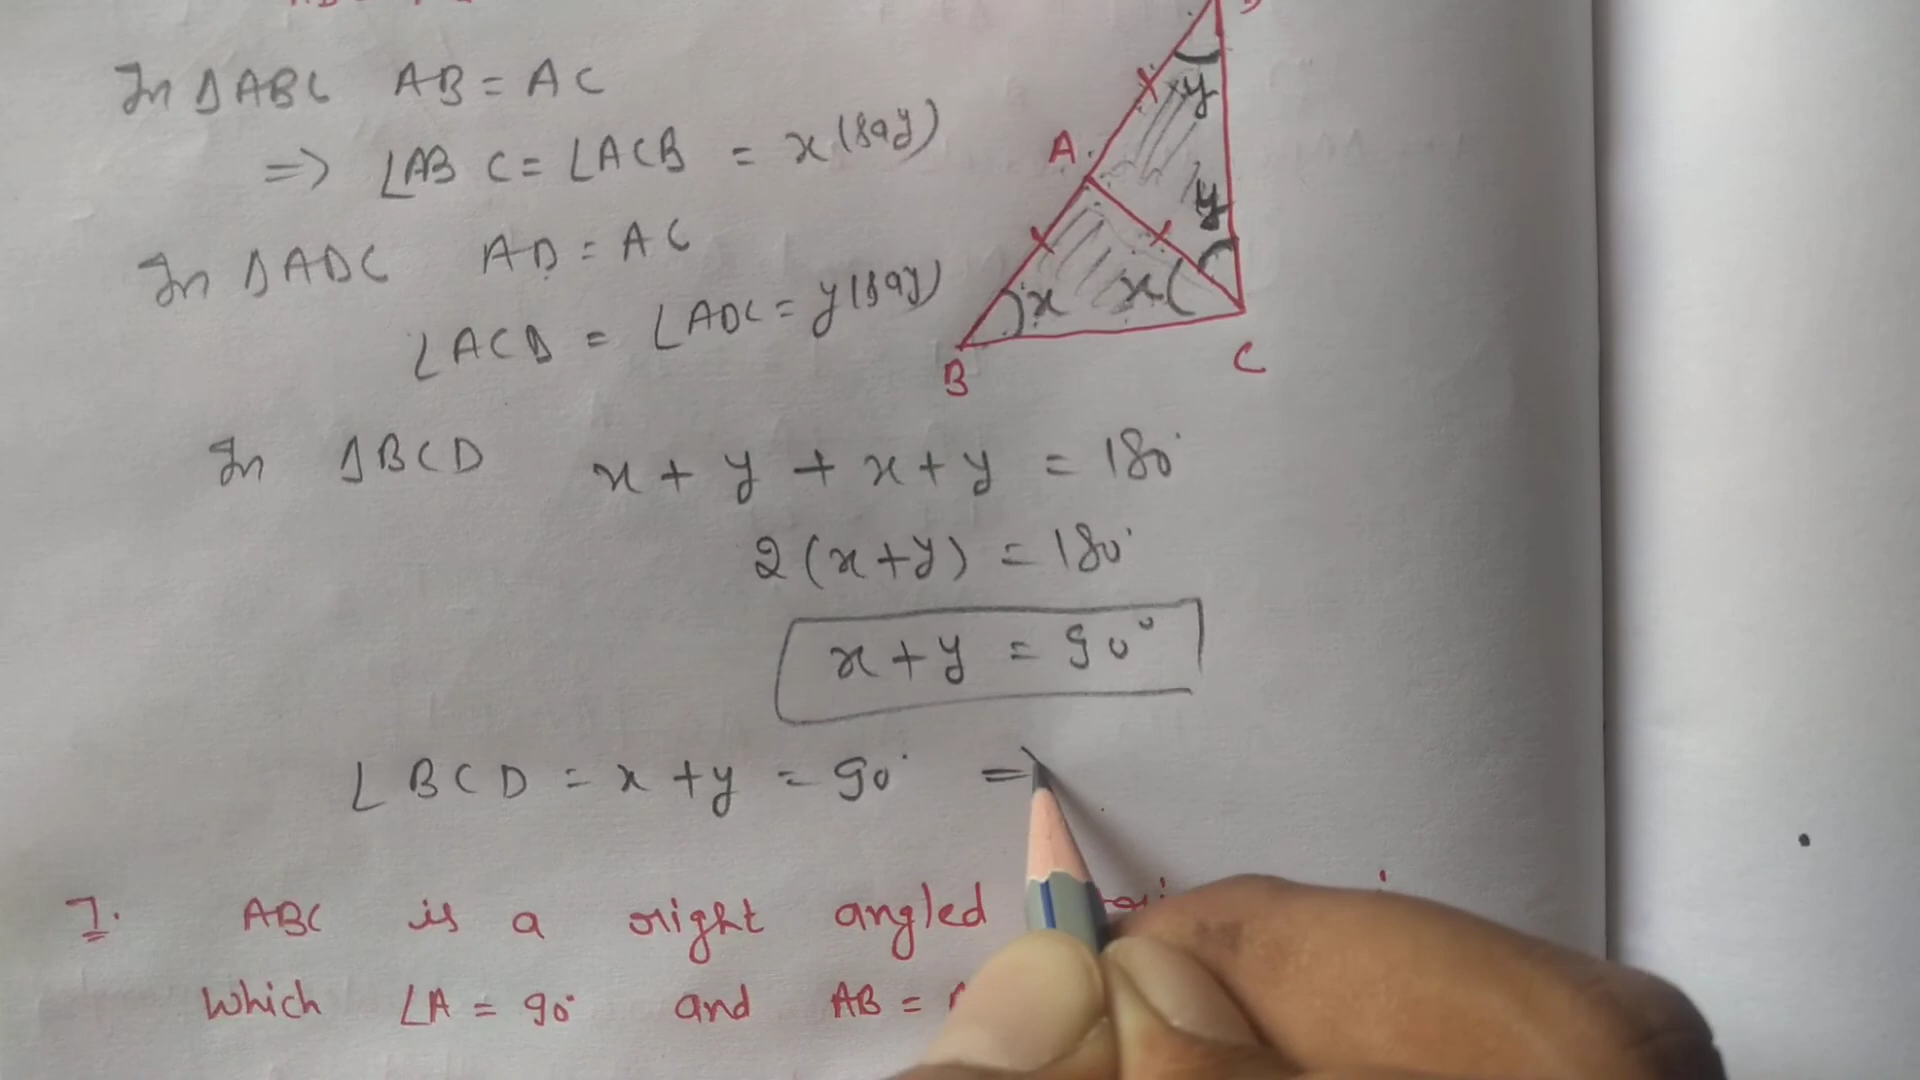 In ΔABC AB = AC
=> ∠ABC = ∠ACB = x (say)
In ΔADC AD = AC
∠ACD = ∠ADC = y (say)
y
A
y
x x
B C
In ΔBCD x + y + x + y = 180°
2(x+y) = 180°
x + y = 90°
∠BCD = x + y = 90° =>
7. ABC is a right angled
which ∠A = 90° and AB =